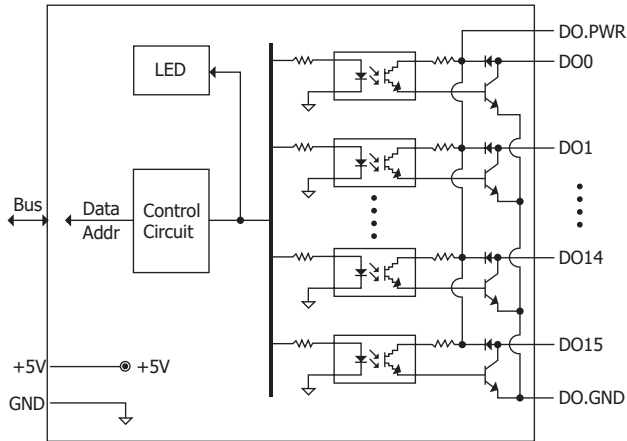 DO.PWR
LED
DO0
DO1
Bus
Data
Addr
Control
Circuit
DO14
DO15
+5V
+5V
GND
DO.GND